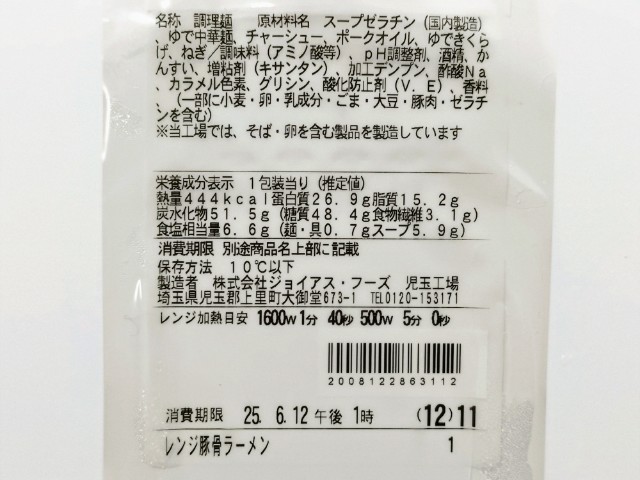 名称 調理麺 原材料名 スープゼラチン(国内製造)
、ゆで中華麺、チャーシュー、ポークオイル、ゆできくら
げ、ねぎ/調味料(アミノ酸等)、pH調整剤、酒精、か
んすい、増粘剤(キサンタン)、加工デンプン、酢酸Na
、カラメル色素、グリシン、酸化防止剤(V.E)、香料
、(一部に小麦・卵・乳成分・ごま・大豆・豚肉・ゼラチ
ンを含む)
※当工場では、そば・卵を含む製品を製造しています
栄養成分表示 1包装当り(推定値)
熱量444kcal蛋白質26.9g脂質15.2g
炭水化物51.5g(糖質48.4g食物繊維3.1g)
食塩相当量6.6g(麺・具0.7gスープ5.9g)
消費期限 別途商品名上部に記載
保存方法 10℃以下
製造者 株式会社ジョイアス・フーズ 児玉工場
埼玉県児玉郡上里町大御堂673-1 TEL0120-153171
レンジ加熱目安 1600W 1分 40秒 500W 5分 0秒
2008122863112
消費期限 25. 6.12午後 1時 (12)11
レンジ豚骨ラーメン 1